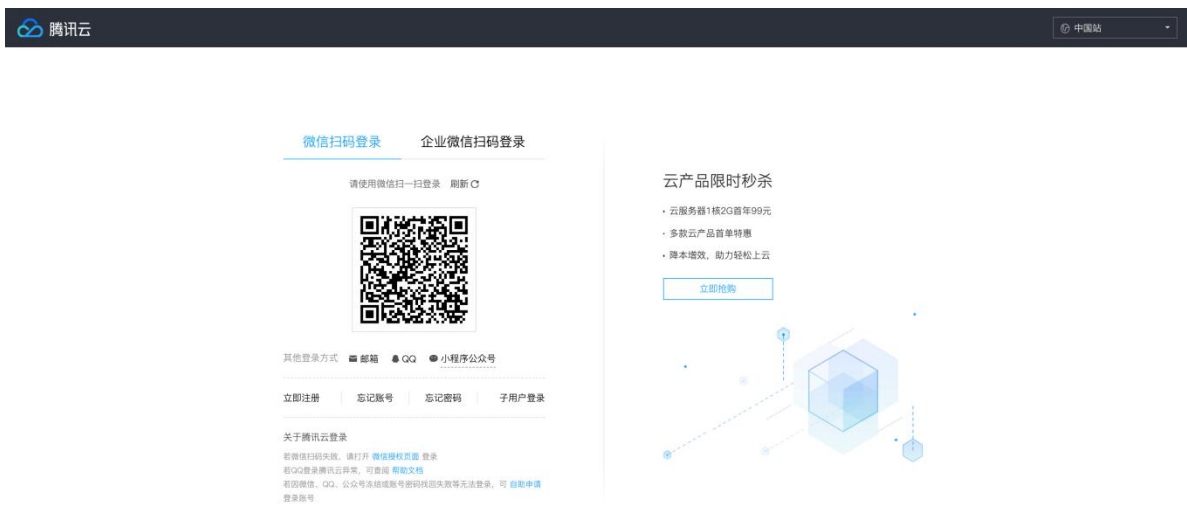 腾讯云
中国站
微信扫码登录 企业微信扫码登录
请使用微信扫一扫登录 刷新
其他登录方式 邮箱 QQ 小程序公众号
立即注册 忘记账号 忘记密码 子用户登录
关于腾讯云登录
若微信扫码失败，请打开 微信授权页面 登录
若QQ登录腾讯云异常，可查阅 帮助文档
若因微信、QQ、公众号冻结或账号密码找回失败等无法登录，可 自助申请
登录账号
云产品限时秒杀
· 云服务器1核2G首年99元
· 多款云产品首单特惠
· 降本增效，助力轻松上云
立即抢购